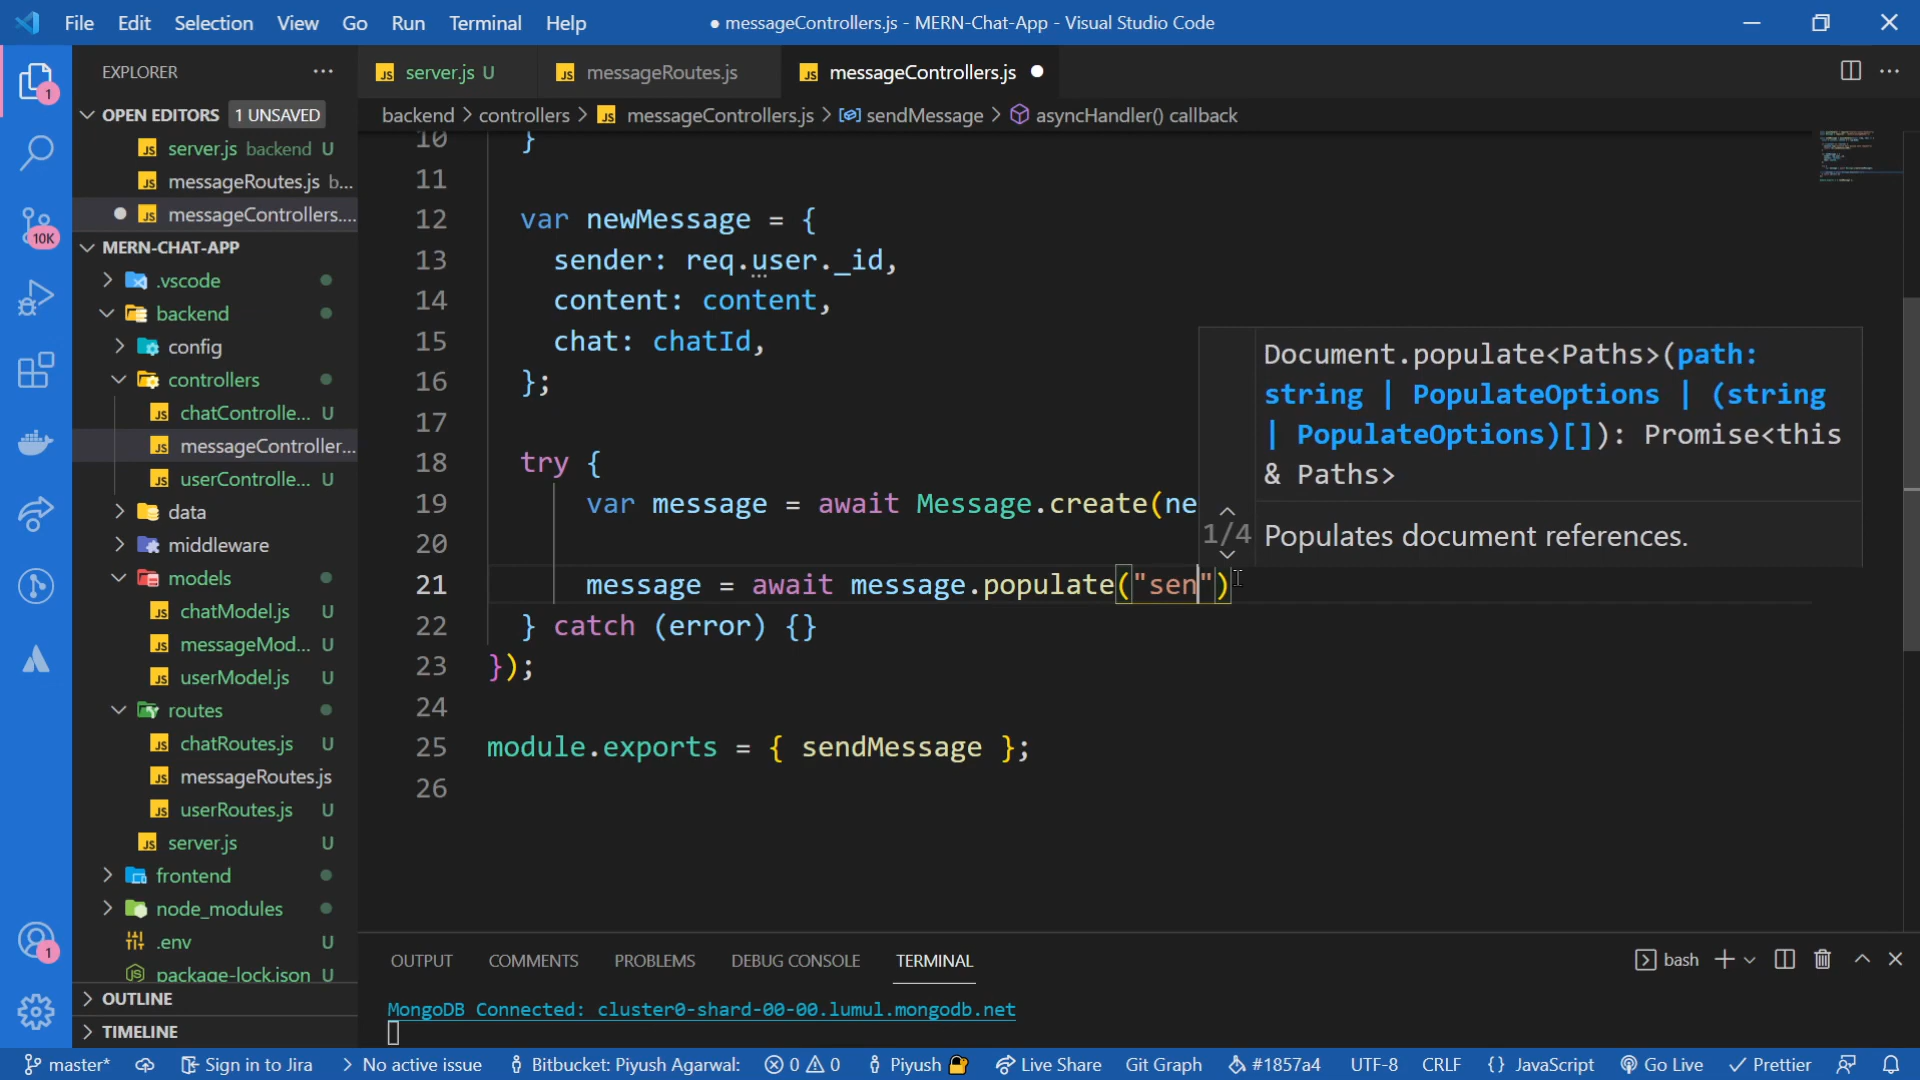 File Edit Selection View Go Run Terminal Help
● messageControllers.js - MERN-Chat-App - Visual Studio Code
EXPLORER
OPEN EDITORS 1 UNSAVED
JS server.js backend U
JS messageRoutes.js b...
JS messageControllers....
MERN-CHAT-APP
.vscode
backend
config
controllers
JS chatControlle... U
JS messageController...
JS userControlle... U
data
middleware
models
JS chatModel.js U
JS messageMod... U
JS userModel.js U
routes
JS chatRoutes.js U
JS messageRoutes.js
JS userRoutes.js U
JS server.js U
frontend
node_modules
.env U
package-lock.json U
OUTLINE
TIMELINE
1
10K
1
JS server.js U
JS messageRoutes.js
JS messageControllers.js
backend > controllers > JS messageControllers.js > sendMessage > asyncHandler() callback
10 }
11
12 var newMessage = {
13 sender: req.user._id,
14 content: content,
15 chat: chatId,
16 };
17
18 try {
19 var message = await Message.create(ne
20
21 message = await message.populate("sen")
22 } catch (error) {}
23 });
24
25 module.exports = { sendMessage };
26
Document.populate<Paths>(path:
string | PopulateOptions | (string
| PopulateOptions)[]): Promise<this
& Paths>
1/4
Populates document references.
OUTPUT COMMENTS PROBLEMS DEBUG CONSOLE TERMINAL
bash
MongoDB Connected: cluster0-shard-00-00.lumul.mongodb.net
master* Sign in to Jira No active issue Bitbucket: Piyush Agarwal: 0 0 Piyush Live Share Git Graph #1857a4 UTF-8 CRLF {} JavaScript Go Live Prettier